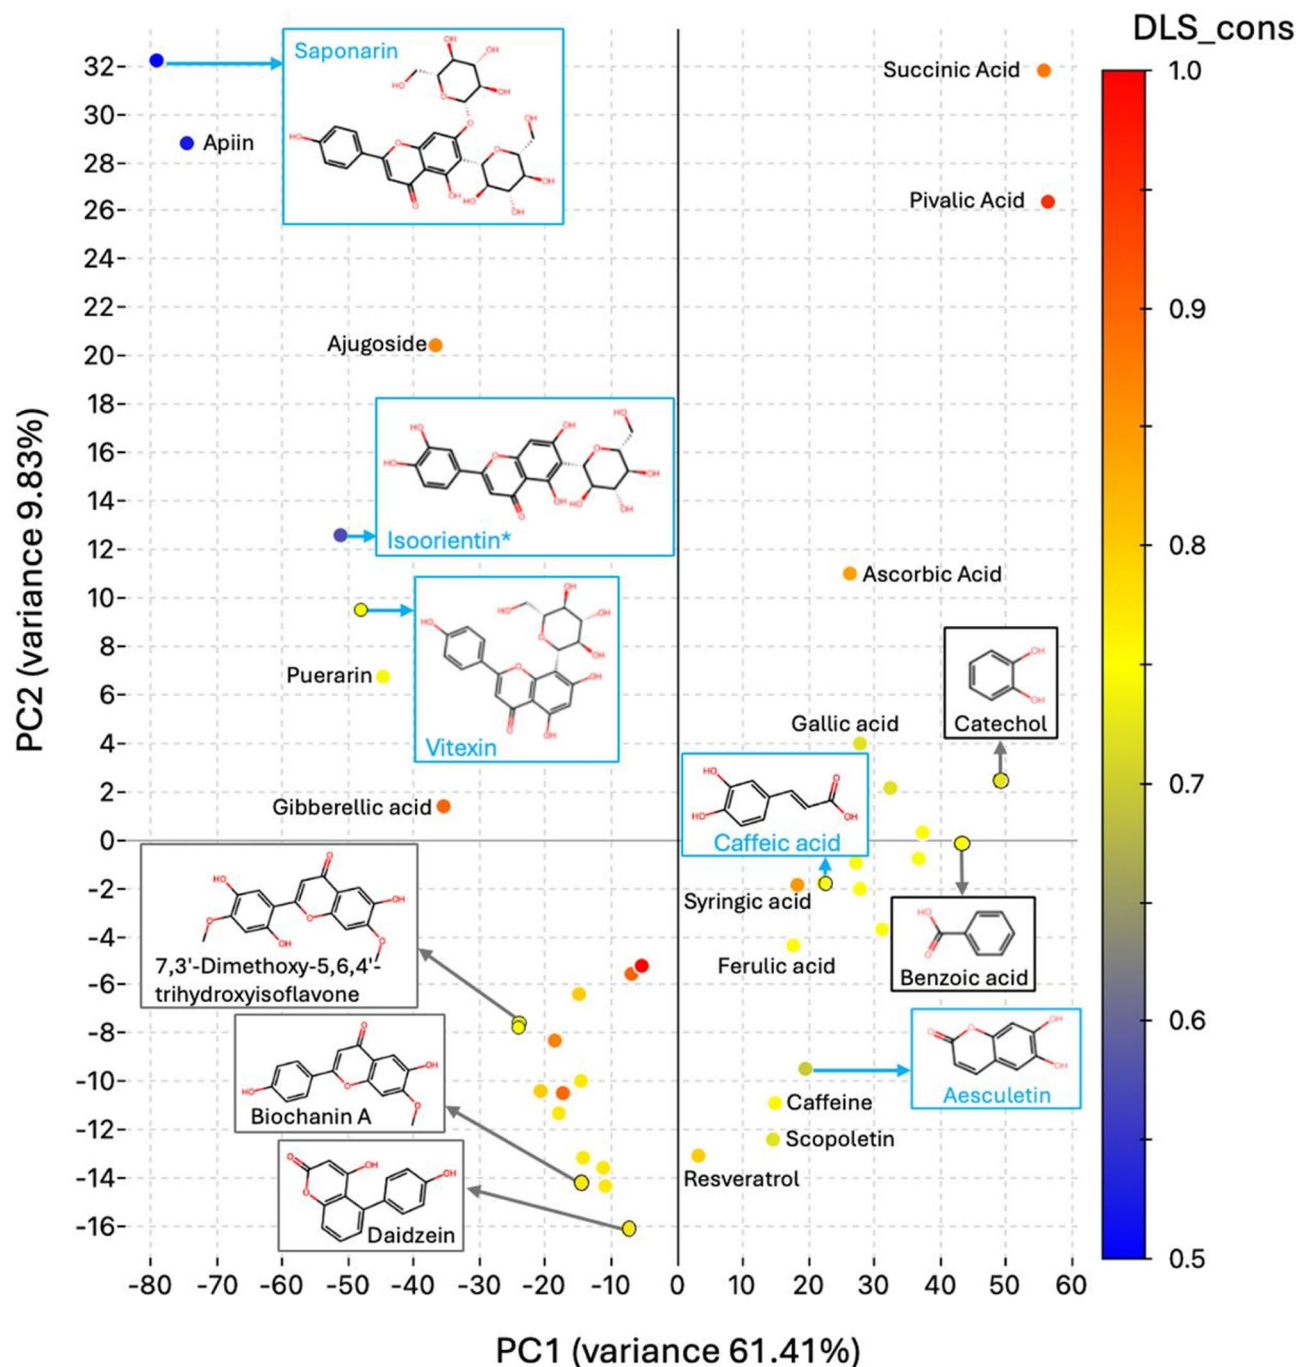 DLS_cons
Saponarin
Apiin
Succinic Acid
Pivalic Acid
Ajugoside
Isoorientin*
Ascorbic Acid
Vitexin
Puerarin
Catechol
Gallic acid
Gibberellic acid
Caffeic acid
Syringic acid
Ferulic acid
Benzoic acid
7,3'-Dimethoxy-5,6,4'-
trihydroxyisoflavone
Biochanin A
Daidzein
Aesculetin
Caffeine
Scopoletin
Resveratrol
PC2 (variance 9.83%)
32
30
28
26
24
22
20
18
16
14
12
10
8
6
4
2
0
-2
-4
-6
-8
-10
-12
-14
-16
-80 -70 -60 -50 -40 -30 -20 -10 0 10 20 30 40 50 60
PC1 (variance 61.41%)
1.0
0.9
0.8
0.7
0.6
0.5